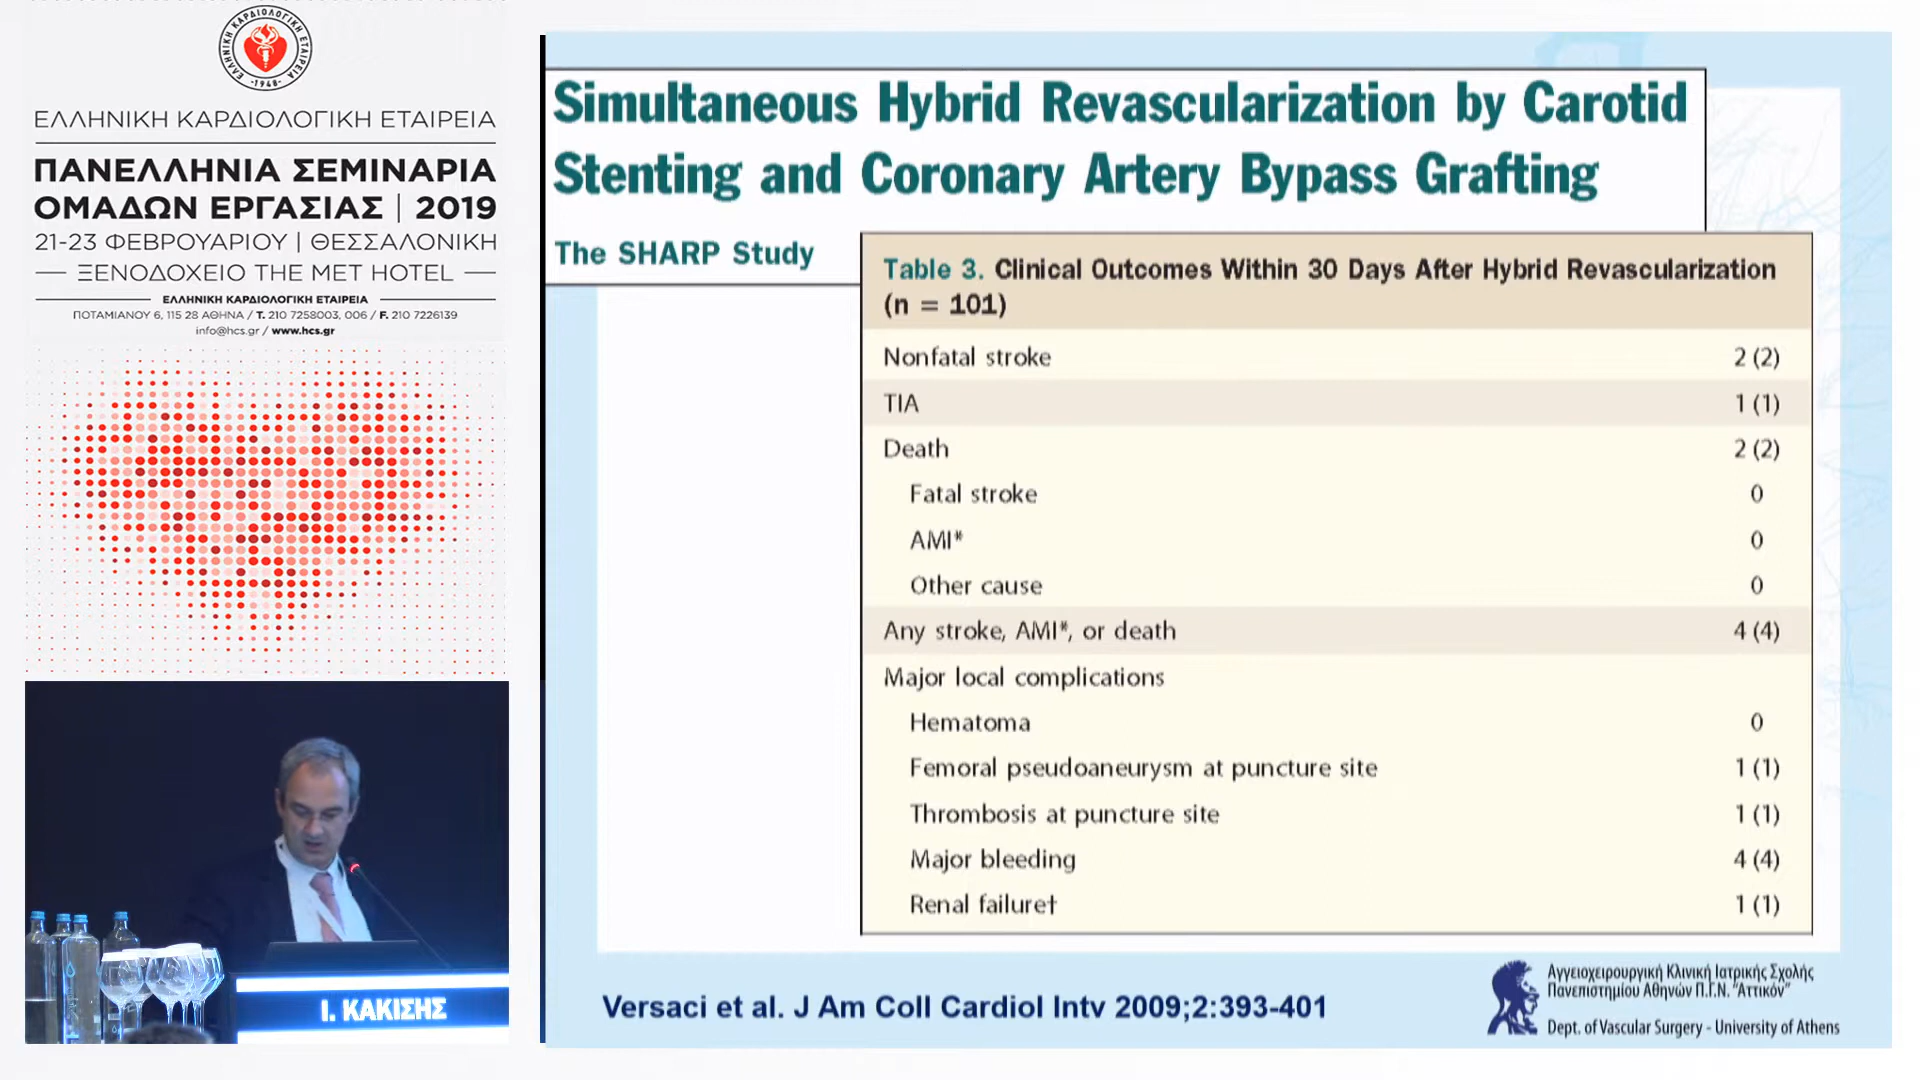 ΕΛΛΗΝΙΚΗ ΚΑΡΔΙΟΛΟΓΙΚΗ ΕΤΑΙΡΕΙΑ
-1948-
ΕΛΛΗΝΙΚΗ ΚΑΡΔΙΟΛΟΓΙΚΗ ΕΤΑΙΡΕΙΑ
ΠΑΝΕΛΛΗΝΙΑ ΣΕΜΙΝΑΡΙΑ
ΟΜΑΔΩΝ ΕΡΓΑΣΙΑΣ | 2019
21-23 ΦΕΒΡΟΥΑΡΙΟΥ | ΘΕΣΣΑΛΟΝΙΚΗ
ΞΕΝΟΔΟΧΕΙΟ THE MET HOTEL
ΕΛΛΗΝΙΚΗ ΚΑΡΔΙΟΛΟΓΙΚΗ ΕΤΑΙΡΕΙΑ
ΠΟΤΑΜΙΑΝΟΥ 6, 115 28 ΑΘΗΝΑ / Τ. 210 7258003, 006 / F. 210 7226139
info@hcs.gr / www.hcs.gr
Ι. ΚΑΚΙΣΗΣ
Simultaneous Hybrid Revascularization by Carotid
Stenting and Coronary Artery Bypass Grafting
The SHARP Study
Table 3. Clinical Outcomes Within 30 Days After Hybrid Revascularization
(n = 101)
Nonfatal stroke 2 (2)
TIA 1 (1)
Death 2 (2)
Fatal stroke 0
AMI* 0
Other cause 0
Any stroke, AMI*, or death 4 (4)
Major local complications
Hematoma 0
Femoral pseudoaneurysm at puncture site 1 (1)
Thrombosis at puncture site 1 (1)
Major bleeding 4 (4)
Renal failure† 1 (1)
Versaci et al. J Am Coll Cardiol Intv 2009;2:393-401
Αγγειοχειρουργική Κλινική Ιατρικής Σχολής
Πανεπιστημίου Αθηνών Π.Γ.Ν. "Αττικόν"
Dept. of Vascular Surgery - University of Athens